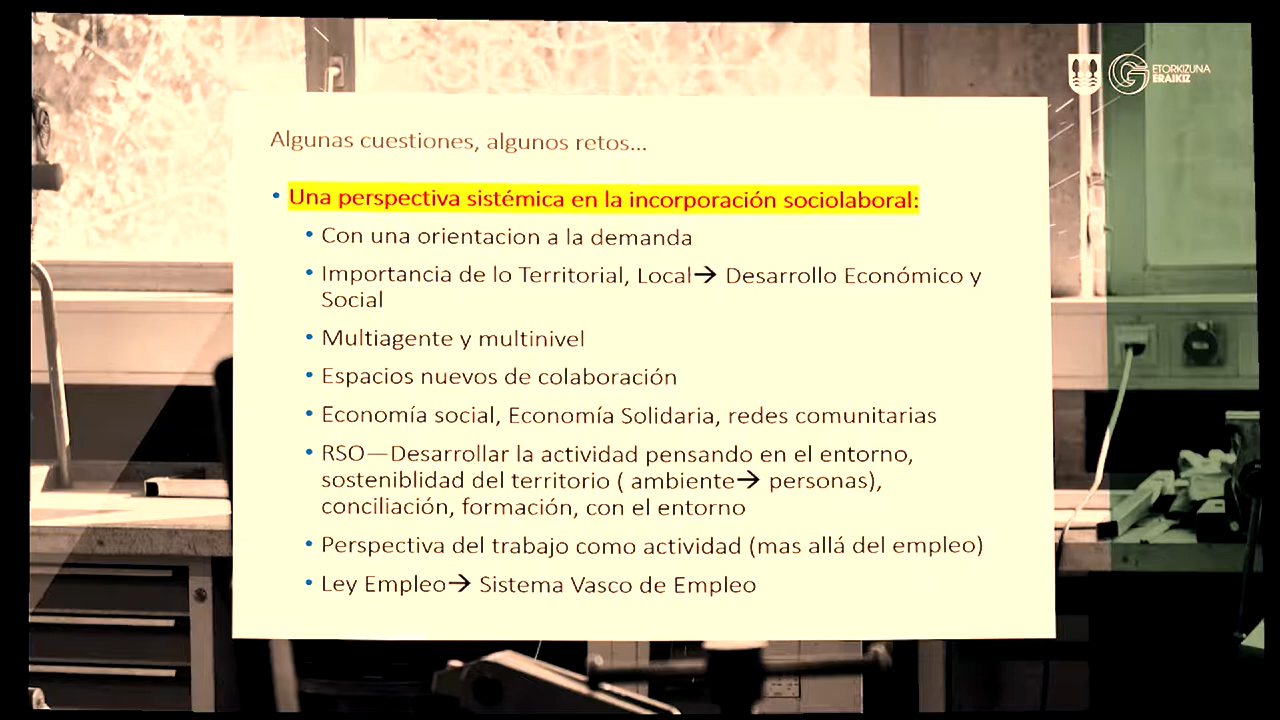 ETORKIZUNA
ERAIKIZ
Algunas cuestiones, algunos retos...
• Una perspectiva sistémica en la incorporación sociolaboral:
• Con una orientacion a la demanda
• Importancia de lo Territorial, Local→ Desarrollo Económico y
Social
• Multiagente y multinivel
• Espacios nuevos de colaboración
• Economía social, Economía Solidaria, redes comunitarias
• RSO—Desarrollar la actividad pensando en el entorno,
sosteniblidad del territorio ( ambiente→ personas),
conciliación, formación, con el entorno
• Perspectiva del trabajo como actividad (mas allá del empleo)
• Ley Empleo→ Sistema Vasco de Empleo